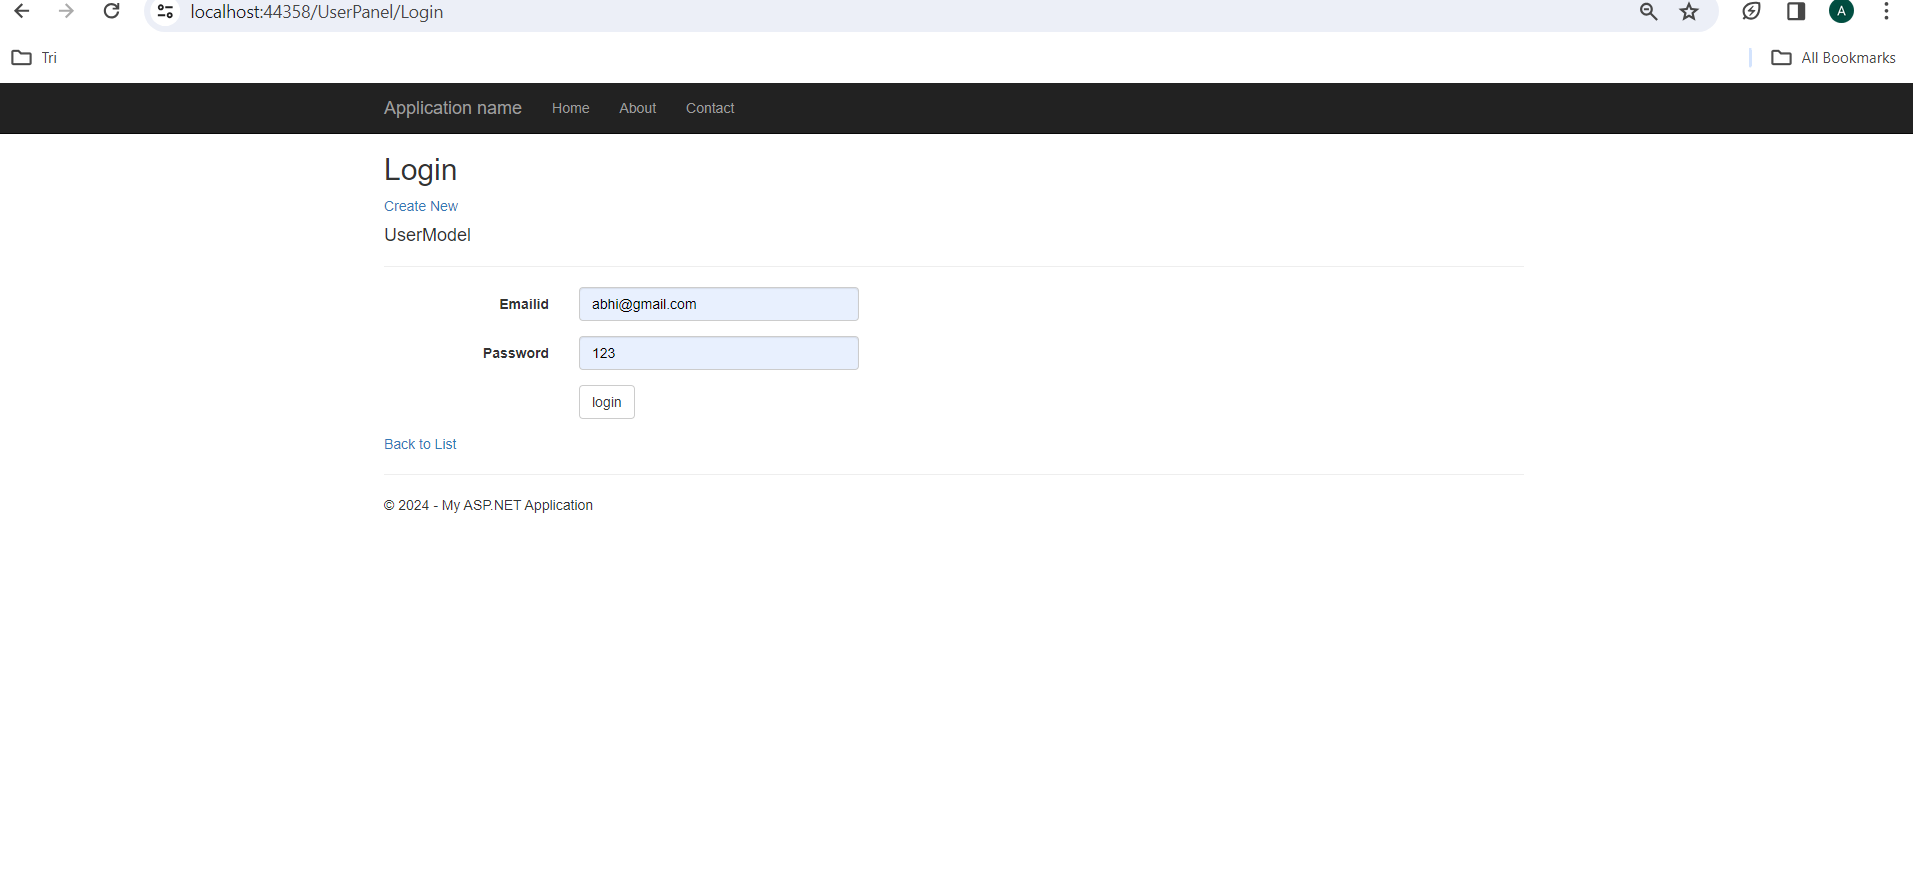 localhost:44358/UserPanel/Login
A
Tri
All Bookmarks
Application name Home About Contact
Login
Create New
UserModel
Emailid abhi@gmail.com
Password 123
login
Back to List
© 2024 - My ASP.NET Application